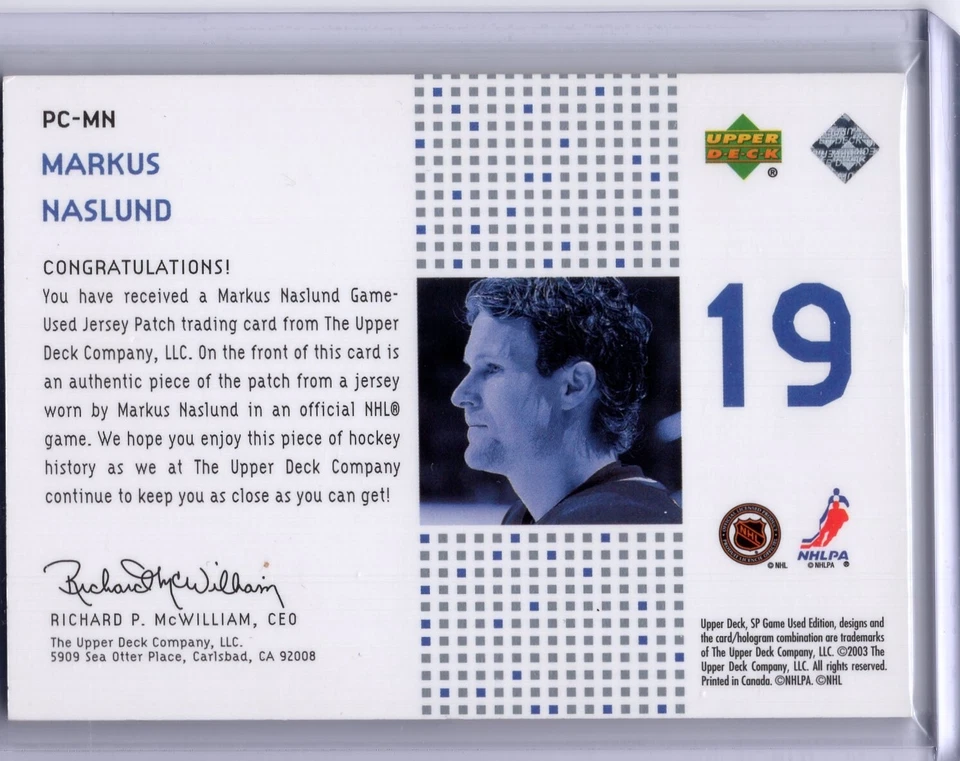 PC-MN
MARKUS
NASLUND
CONGRATULATIONS!
You have received a Markus Naslund Game-
Used Jersey Patch trading card from The Upper
Deck Company, LLC. On the front of this card is
an authentic piece of the patch from a jersey
worn by Markus Naslund in an official NHL®
game. We hope you enjoy this piece of hockey
history as we at The Upper Deck Company
continue to keep you as close as you can get!
Richard McWilliam
RICHARD P. McWILLIAM, CEO
The Upper Deck Company, LLC.
5909 Sea Otter Place, Carlsbad, CA 92008
UPPER
DECK
®
19
NHL
© NHL
NHLPA
© NHLPA ®
Upper Deck, SP Game Used Edition, designs and
the card/hologram combination are trademarks
of The Upper Deck Company, LLC. ©2003 The
Upper Deck Company, LLC. All rights reserved.
Printed in Canada. ©NHLPA. ©NHL